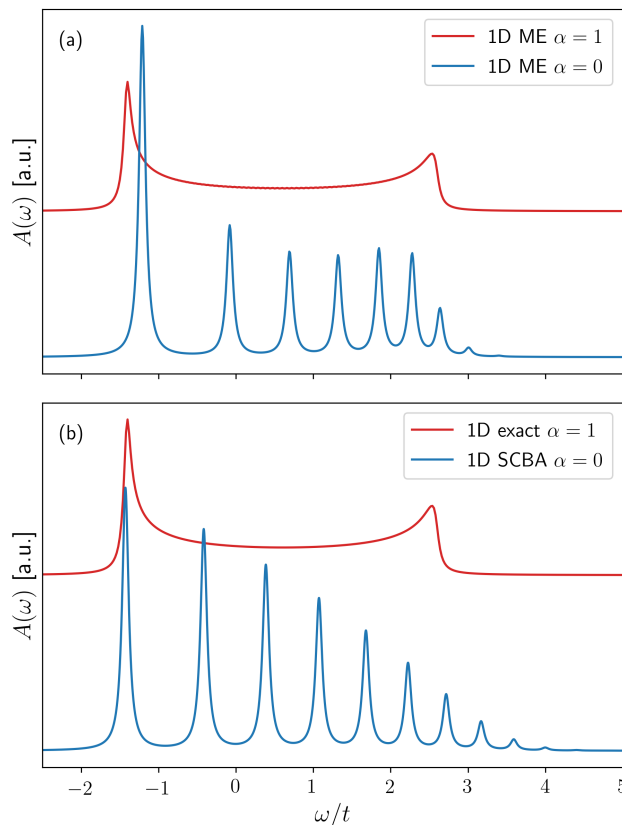 (a)
1D ME α = 1
1D ME α = 0
A(ω) [a.u.]
(b)
1D exact α = 1
1D SCBA α = 0
A(ω) [a.u.]
−2 −1 0 1 2 3 4 5
ω/t